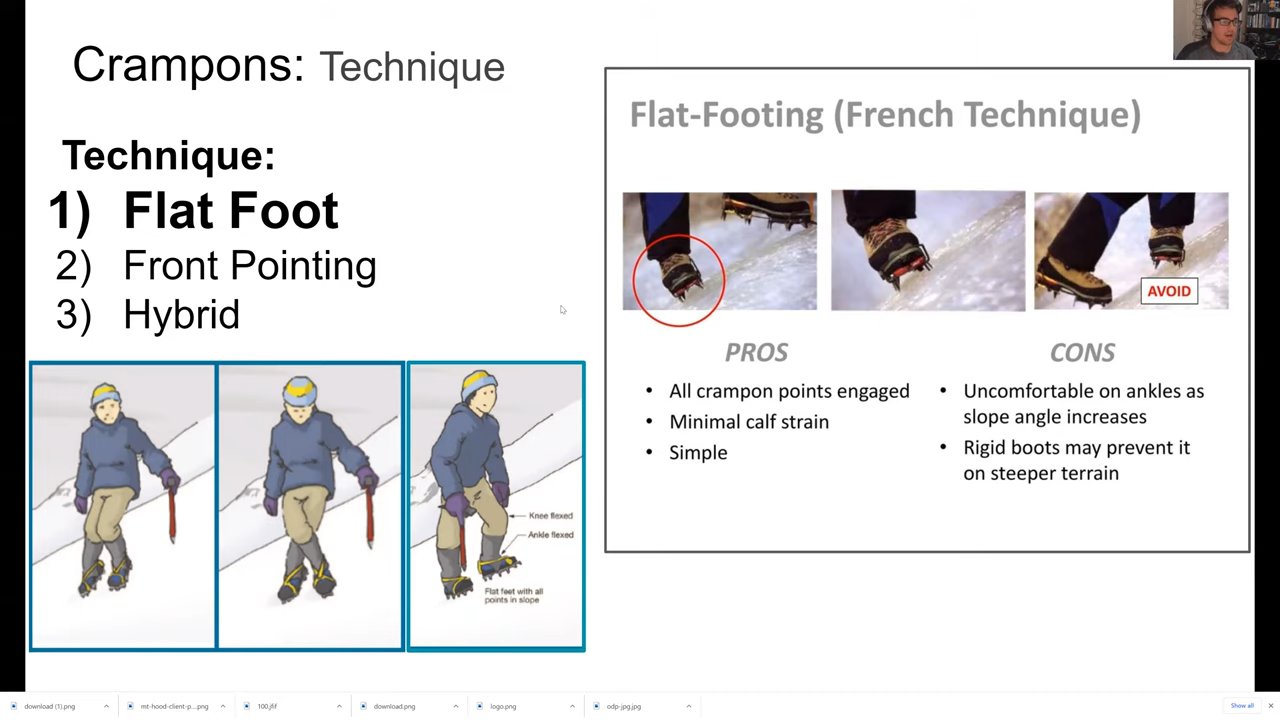 Crampons: Technique
Technique:
1) Flat Foot
2) Front Pointing
3) Hybrid
Knee flexed
Ankle flexed
Flat feet with all
points in slope
Flat-Footing (French Technique)
AVOID
PROS
• All crampon points engaged
• Minimal calf strain
• Simple
CONS
• Uncomfortable on ankles as
slope angle increases
• Rigid boots may prevent it
on steeper terrain
download (1).png
mt-hood-client-p....png
100.jfif
download.png
logo.png
odp-jpg.jpg
Show all